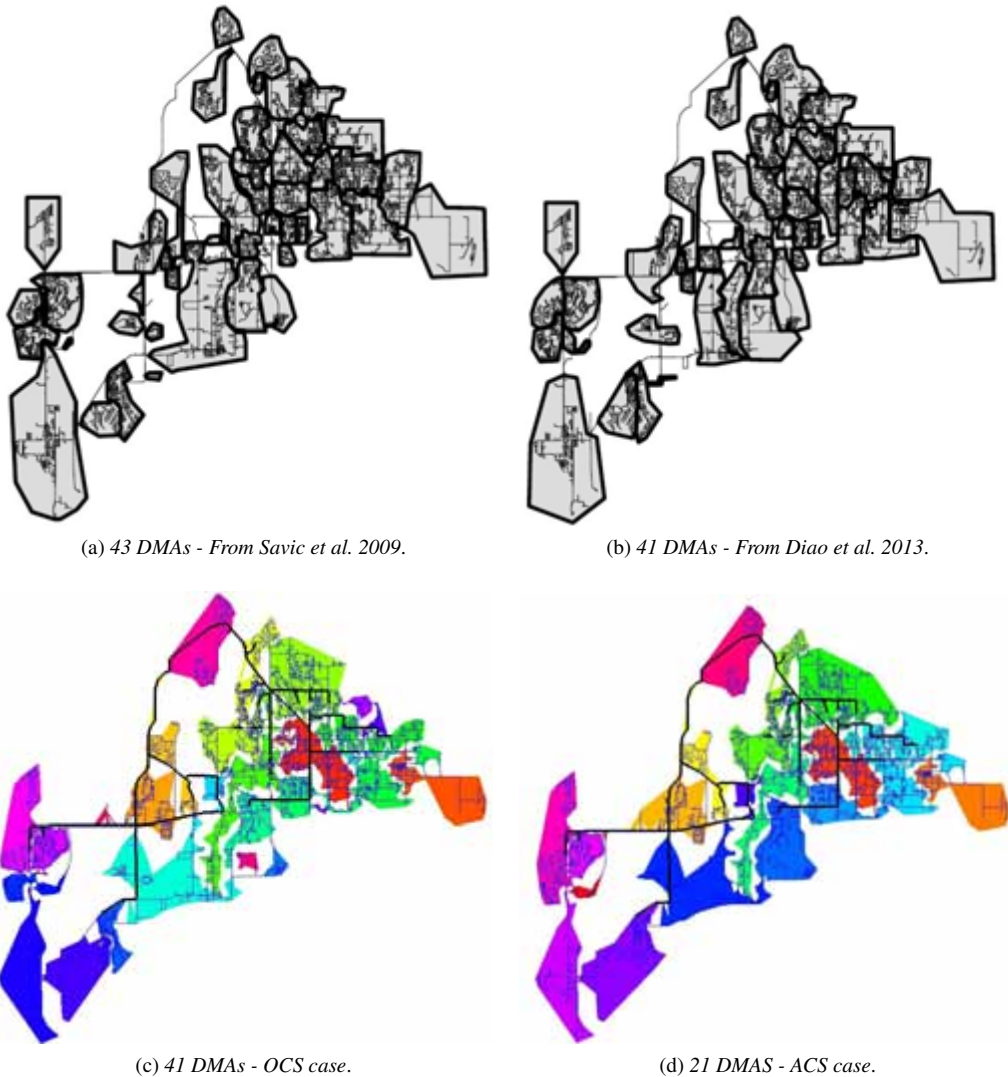 (a) 43 DMAs - From Savic et al. 2009.
(b) 41 DMAs - From Diao et al. 2013.
(c) 41 DMAs - OCS case.
(d) 21 DMAS - ACS case.